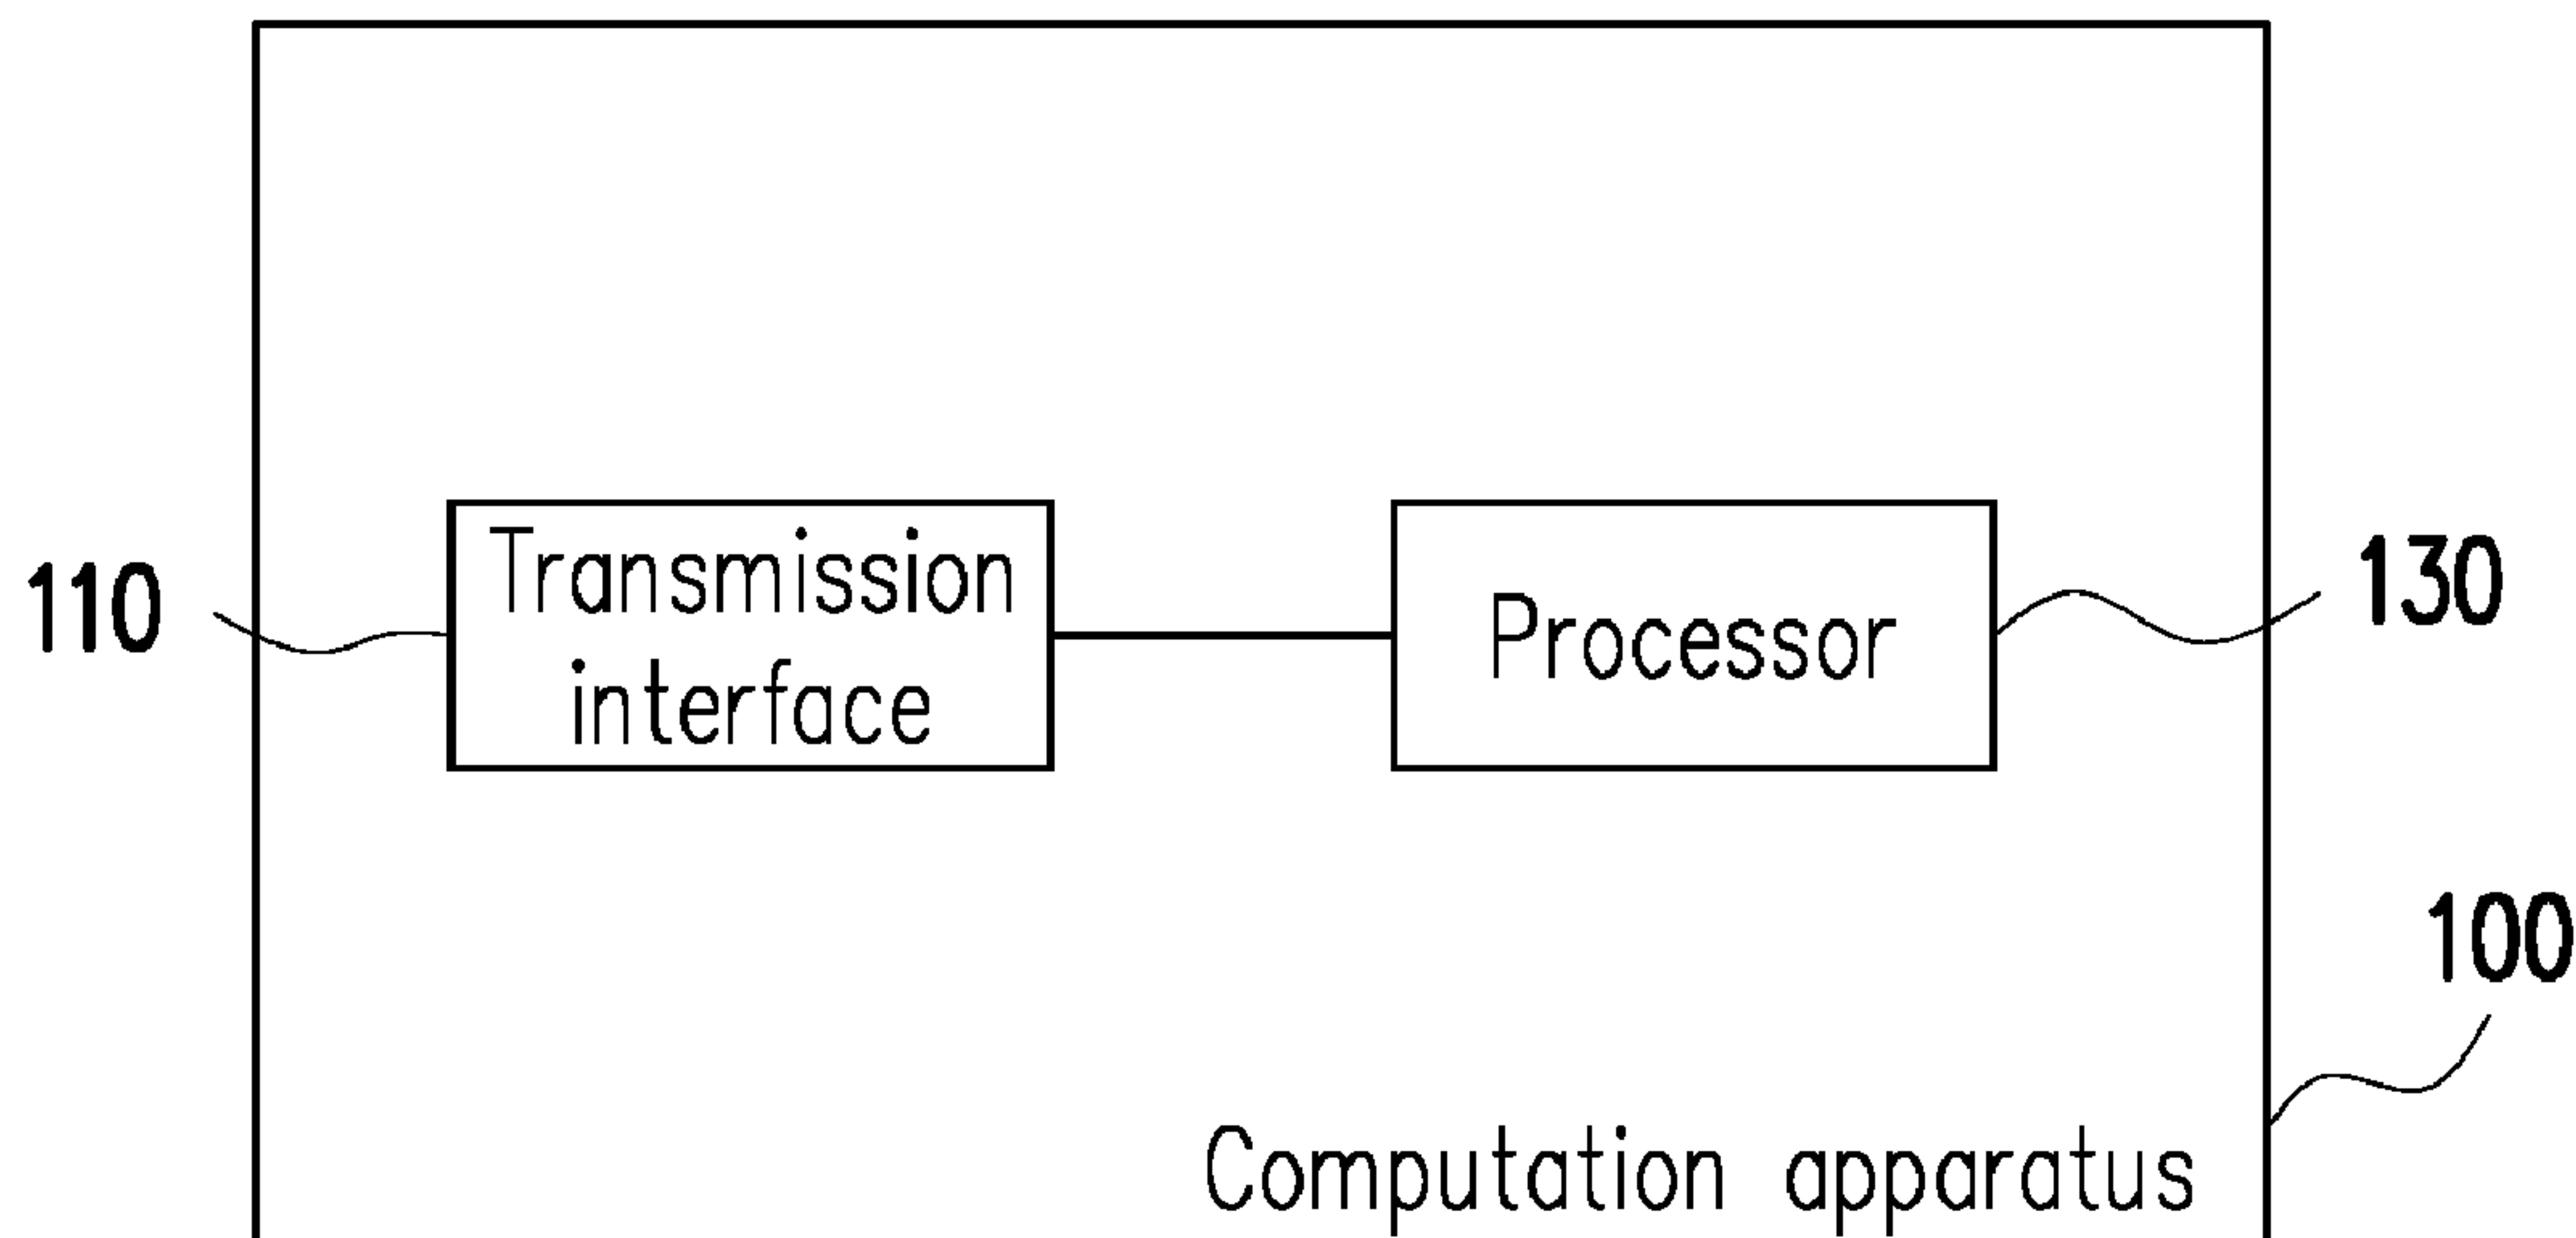 Transmission
interface
Processor
110
130
100
Computation apparatus